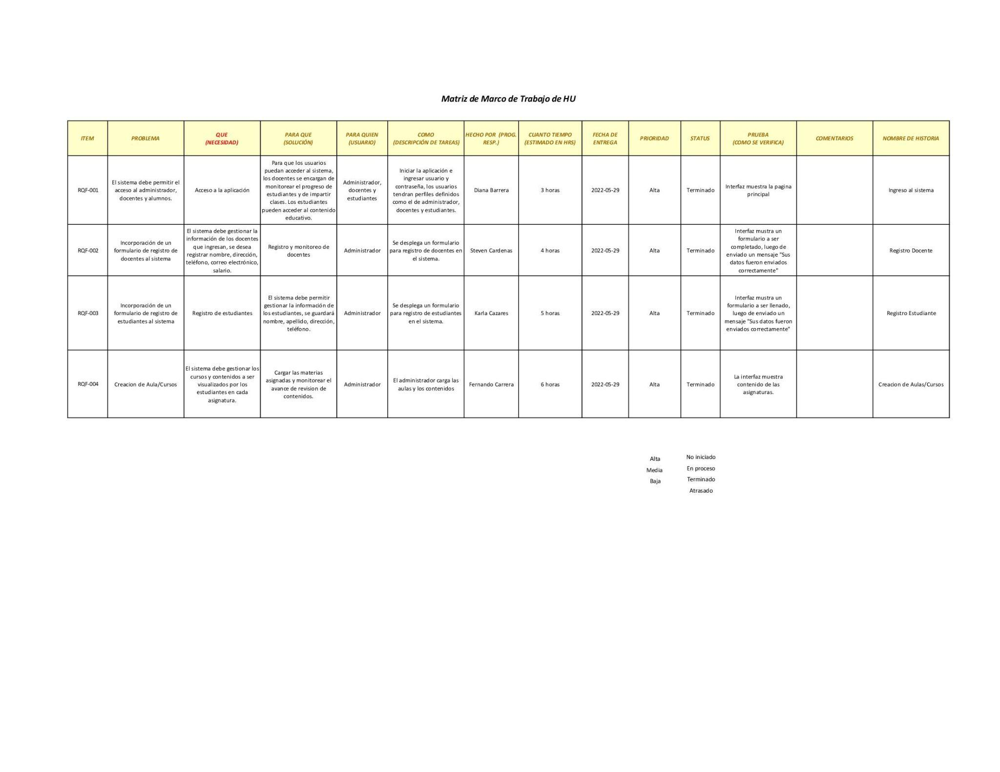 Matriz de Marco de Trabajo de HU
ITEM
PROBLEMA
QUE
(NECESIDAD)
PARA QUE
(SOLUCIÓN)
PARA QUIEN
(USUARIO)
COMO
(DESCRIPCIÓN DE TAREAS)
HECHO POR (PROG.
RESP.)
CUANTO TIEMPO
(ESTIMADO EN HRS)
FECHA DE
ENTREGA
PRIORIDAD
STATUS
PRUEBA
(COMO SE VERIFICA)
COMENTARIOS
NOMBRE DE HISTORIA
RQF-001
El sistema debe permitir el
acceso al administrador,
docentes y alumnos.
Acceso a la aplicación
Para que los usuarios
puedan acceder al sistema,
los docentes se encargan de
monitorear el progreso de
estudiantes y de impartir
clases. Los estudiantes
pueden acceder al contenido
educativo.
Administrador,
docentes y
estudiantes
Iniciar la aplicación e
ingresar usuario y
contraseña, los usuarios
tendran perfiles definidos
como el de administrador,
docentes y estudiantes.
Diana Barrera
3 horas
2022-05-29
Alta
Terminado
Interfaz muestra la pagina
principal
Ingreso al sistema
RQF-002
Incorporación de un
formulario de registro de
docentes al sistema
El sistema debe gestionar la
información de los docentes
que ingresan, se desea
registrar nombre, dirección,
teléfono, correo electrónico,
salario.
Registro y monitoreo de
docentes
Administrador
Se desplega un formulario
para registro de docentes en
el sistema.
Steven Cardenas
4 horas
2022-05-29
Alta
Terminado
Interfaz mustra un
formulario a ser
completado, luego de
enviado un mensaje "Sus
datos fueron enviados
correctamente"
Registro Docente
RQF-003
Incorporación de un
formulario de registro de
estudiantes al sistema
Registro de estudiantes
El sistema debe permitir
gestionar la información de
los estudiantes, se guardará
nombre, apellido, dirección,
teléfono.
Administrador
Se desplega un formulario
para registro de estudiantes
en el sistema.
Karla Cazares
5 horas
2022-05-29
Alta
Terminado
Interfaz mustra un
formulario a ser llenado,
luego de enviado un
mensaje "Sus datos fueron
enviados correctamente"
Registro Estudiante
RQF-004
Creacion de Aula/Cursos
El sistema debe gestionar los
cursos y contenidos a ser
visualizados por los
estudiantes en cada
asignatura.
Cargar las materias
asignadas y monitorear el
avance de revision de
contenidos.
Administrador
El administrador carga las
aulas y los contenidos
Fernando Carrera
6 horas
2022-05-29
Alta
Terminado
La interfaz muestra
contenido de las
asignaturas.
Creacion de Aulas/Cursos
Alta
Media
Baja
No iniciado
En proceso
Terminado
Atrasado